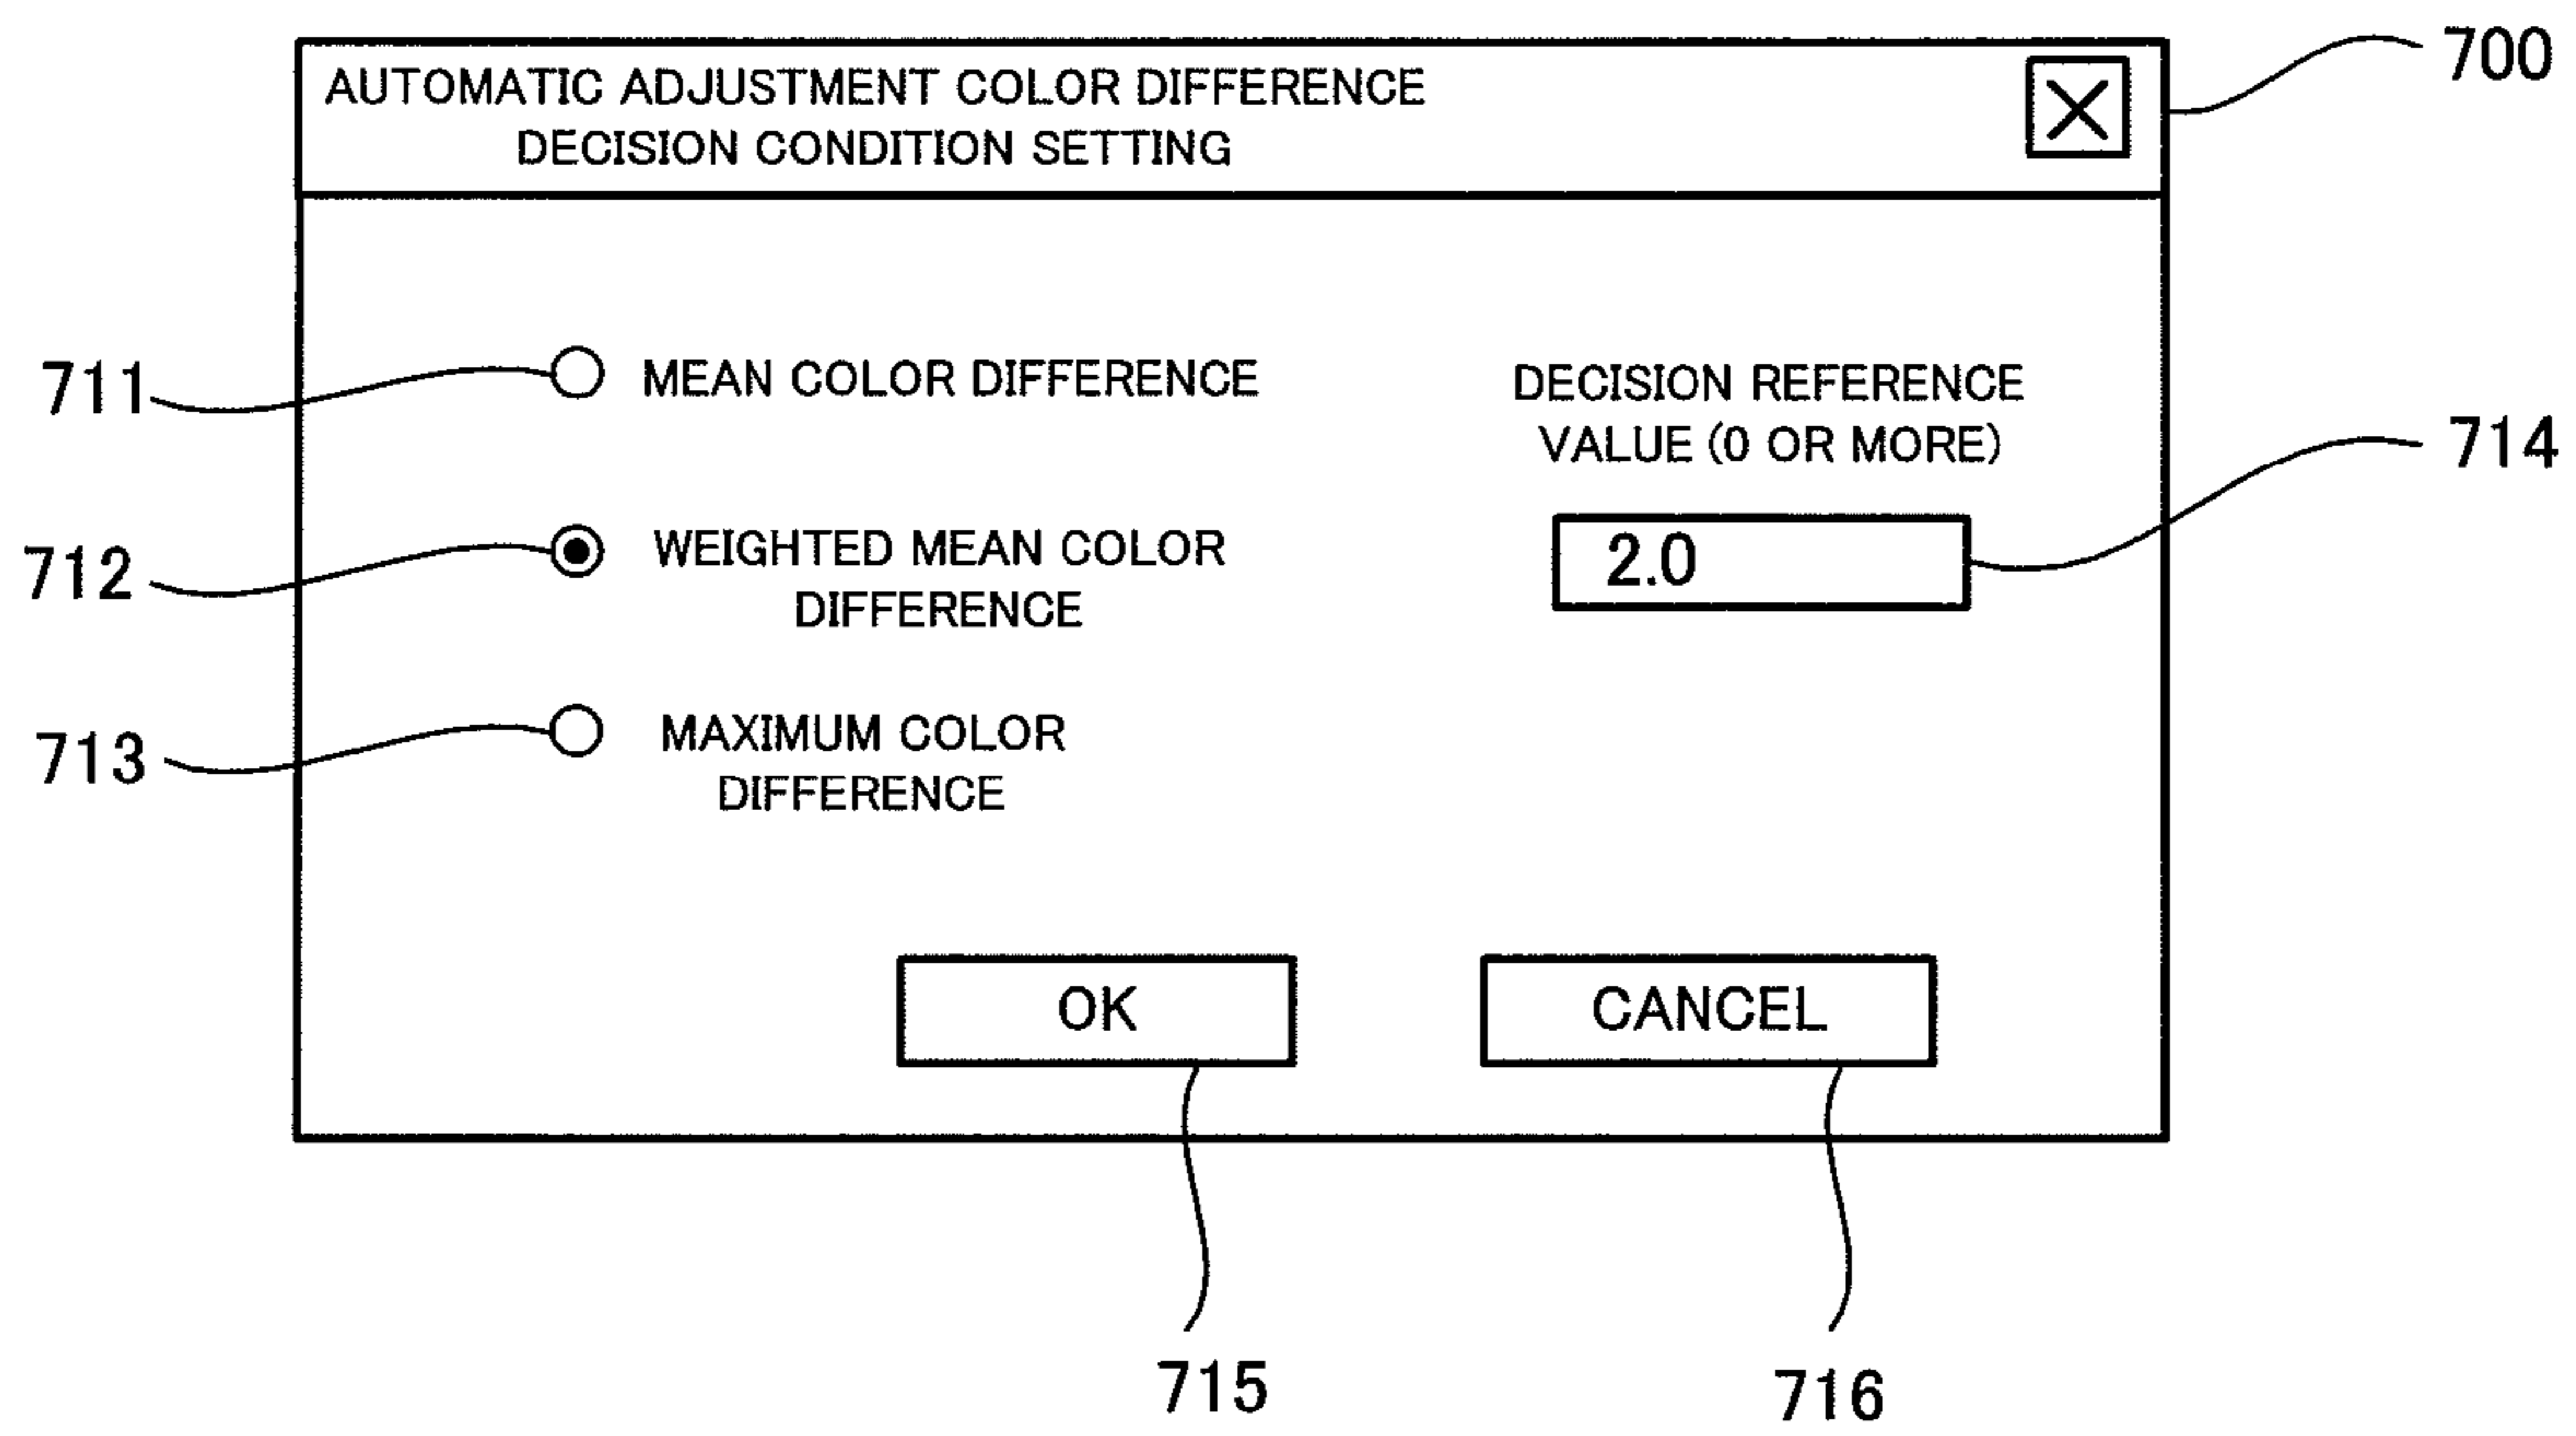 700
AUTOMATIC ADJUSTMENT COLOR DIFFERENCE
DECISION CONDITION SETTING
711
MEAN COLOR DIFFERENCE
DECISION REFERENCE
VALUE (0 OR MORE)
714
712
WEIGHTED MEAN COLOR
DIFFERENCE
2.0
713
MAXIMUM COLOR
DIFFERENCE
OK
CANCEL
715
716